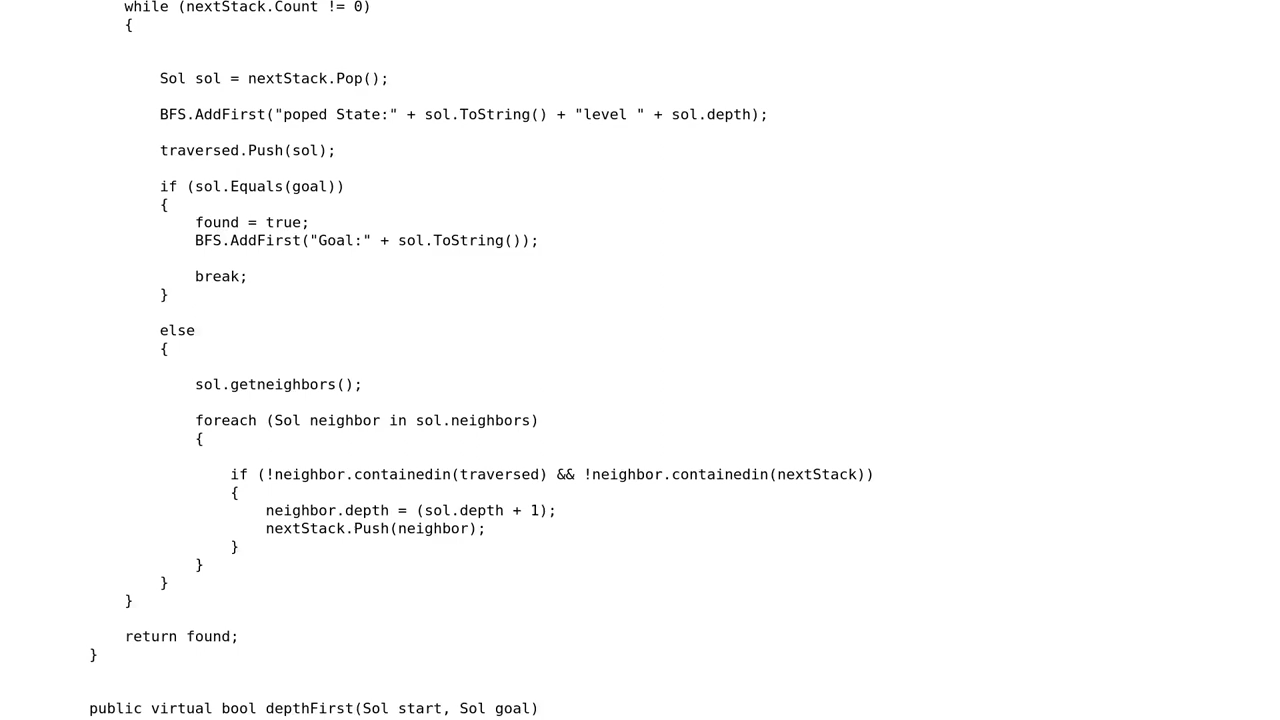 while (nextStack.Count != 0)
{
Sol sol = nextStack.Pop();
BFS.AddFirst("poped State:" + sol.ToString() + "level " + sol.depth);
traversed.Push(sol);
if (sol.Equals(goal))
{
found = true;
BFS.AddFirst("Goal:" + sol.ToString());
break;
}
else
{
sol.getneighbors();
foreach (Sol neighbor in sol.neighbors)
{
if (!neighbor.containedin(traversed) && !neighbor.containedin(nextStack))
{
neighbor.depth = (sol.depth + 1);
nextStack.Push(neighbor);
}
}
}
}
return found;
}
public virtual bool depthFirst(Sol start, Sol goal)